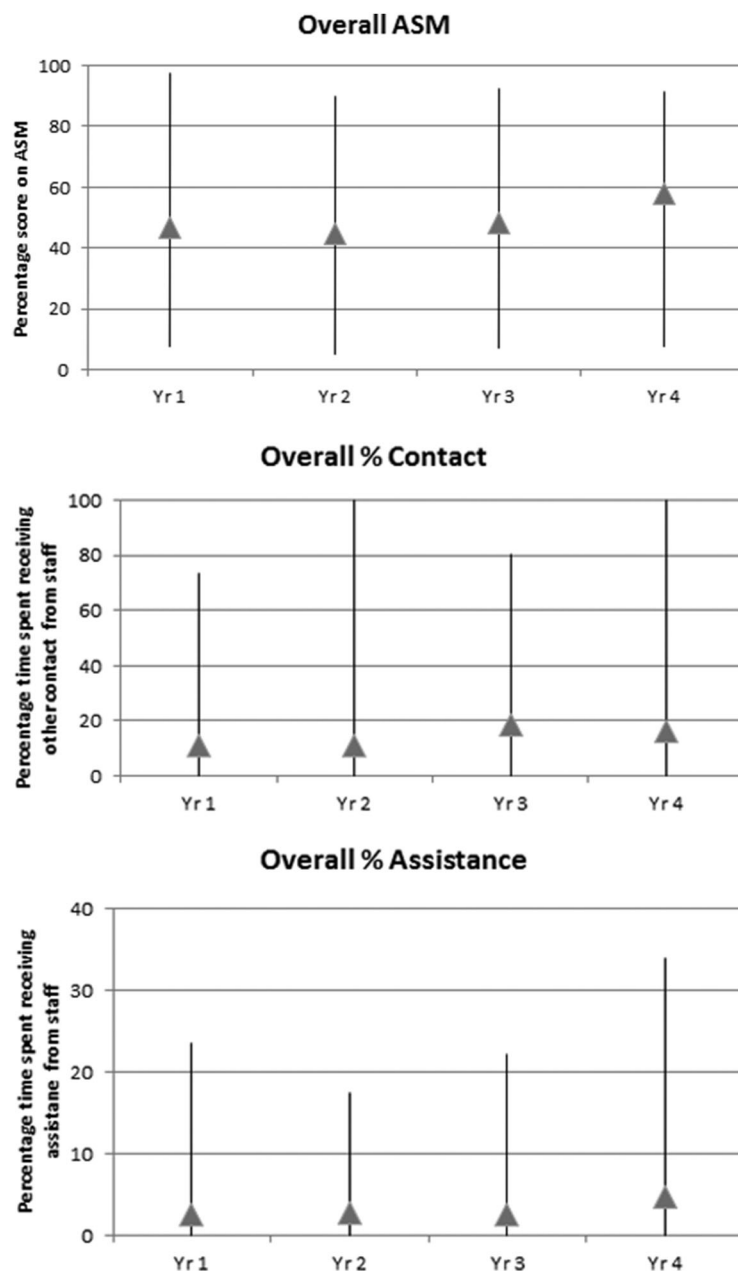 Overall ASM
Percentage score on ASM
100
80
60
40
20
0
Yr 1
Yr 2
Yr 3
Yr 4
Overall % Contact
Percentage time spent receiving
other contact from staff
100
80
60
40
20
0
Yr 1
Yr 2
Yr 3
Yr 4
Overall % Assistance
Percentage time spent receiving
assistane from staff
40
30
20
10
0
Yr 1
Yr 2
Yr 3
Yr 4